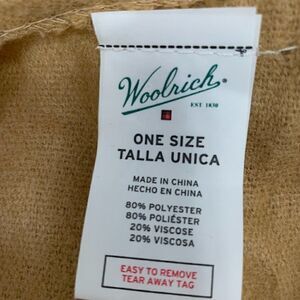 Woolrich
EST 1830
ONE SIZE
TALLA UNICA
MADE IN CHINA
HECHO EN CHINA
80% POLYESTER
80% POLIÉSTER
20% VISCOSE
20% VISCOSA
EASY TO REMOVE
TEAR AWAY TAG